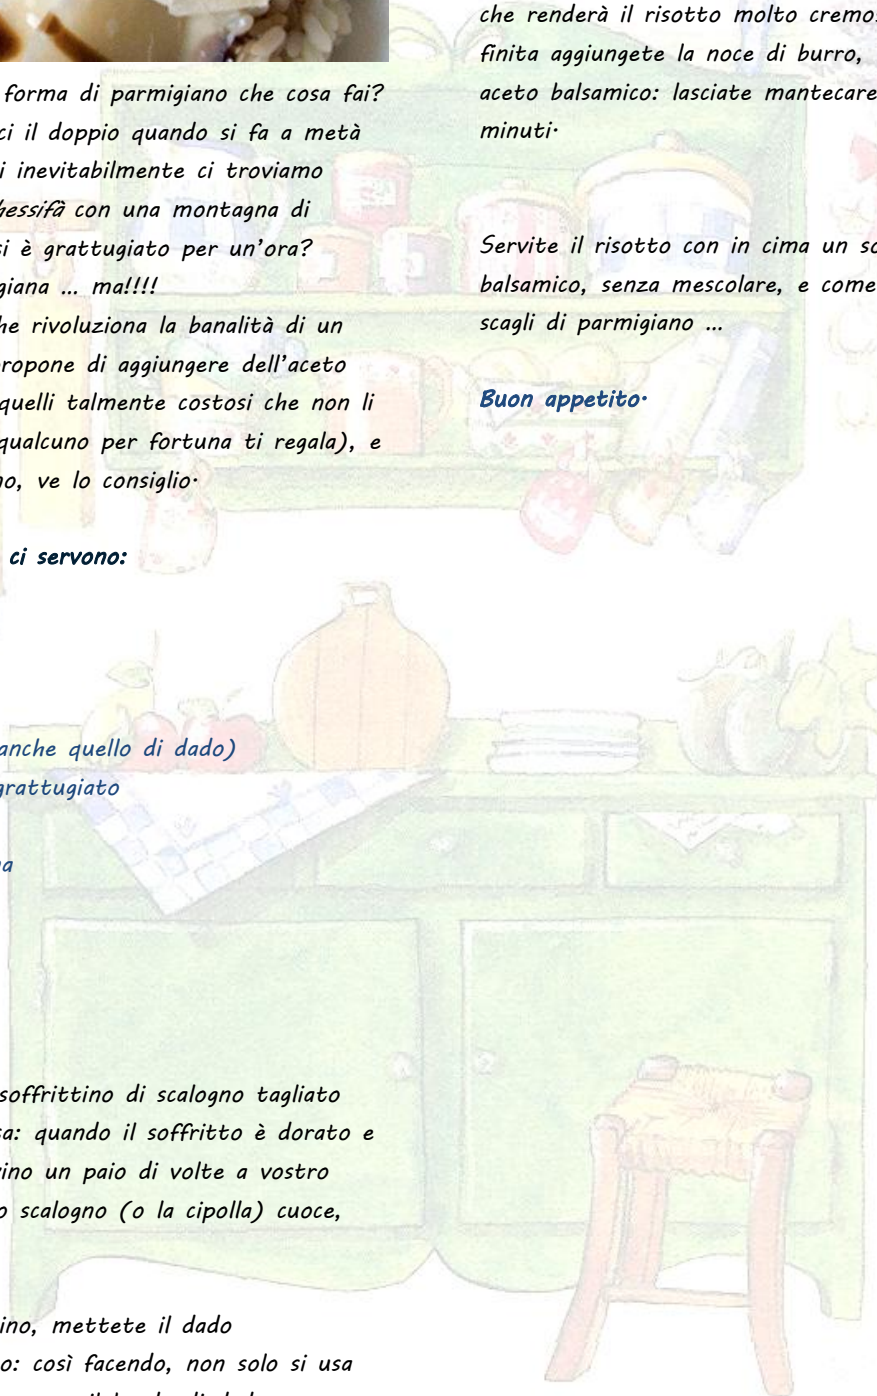 forma di parmigiano che cosa fai?
ci il doppio quando si fa a metà
i inevitabilmente ci troviamo
hessifà con una montagna di
si è grattugiato per un'ora?
giana ... ma!!!!
he rivoluziona la banalità di un
ropone di aggiungere dell'aceto
quelli talmente costosi che non li
qualcuno per fortuna ti regala), e
no, ve lo consiglio·
ci servono:
anche quello di dado)
grattugiato
na
soffrittino di scalogno tagliato
sa: quando il soffritto è dorato e
vino un paio di volte a vostro
o scalogno (o la cipolla) cuoce,
ino, mettete il dado
o: così facendo, non solo si usa
che renderà il risotto molto cremos
finita aggiungete la noce di burro,
aceto balsamico: lasciate mantecare
minuti·
Servite il risotto con in cima un so
balsamico, senza mescolare, e come
scagli di parmigiano ...
Buon appetito·